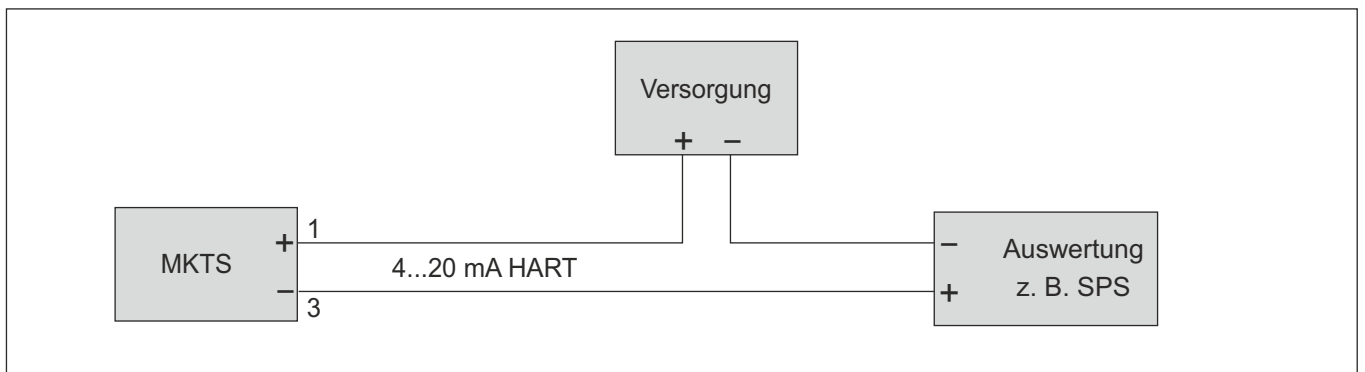 Versorgung
+ –
MKTS
+ 1
– 3
4...20 mA HART
–
+
Auswertung
z. B. SPS